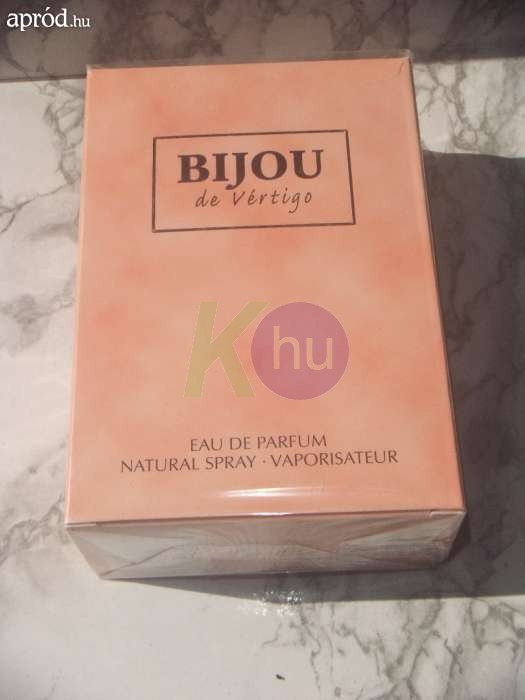 apród.hu
BIJOU
de Vértigo
K hu
EAU DE PARFUM
NATURAL SPRAY · VAPORISATEUR